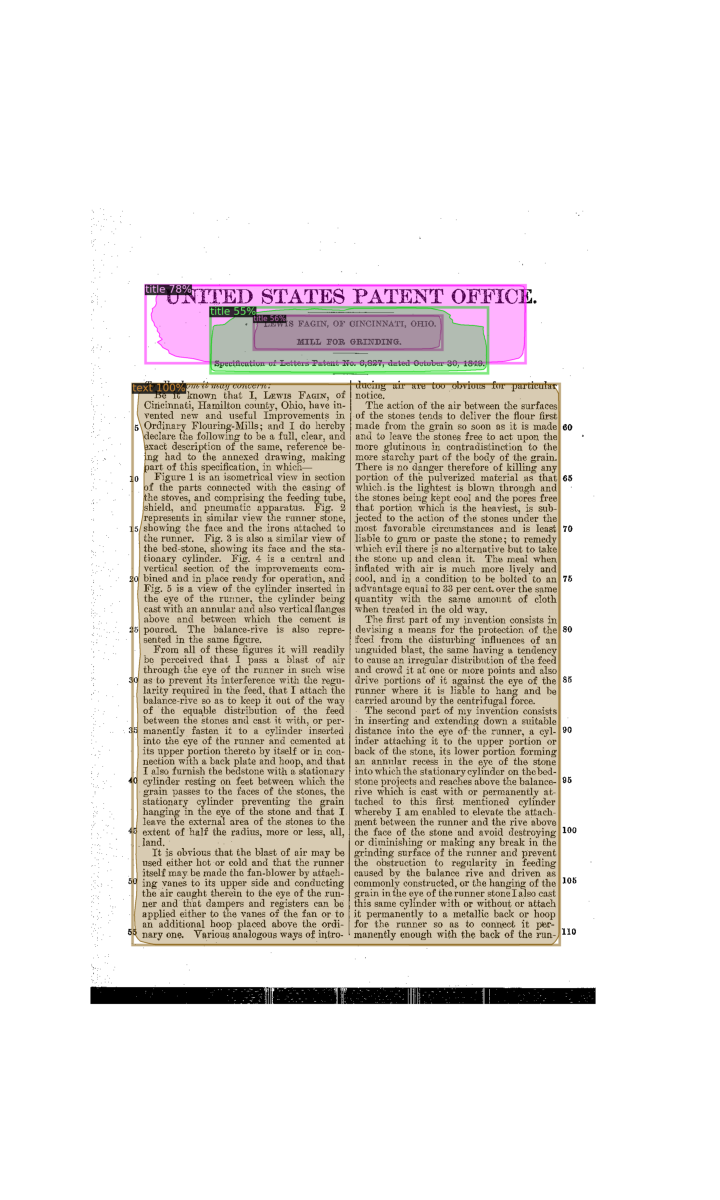 title 78%
UNITED STATES PATENT OFFICE.
title 55%
title 56%
LEWIS FAGIN, OF CINCINNATI, OHIO.
MILL FOR GRINDING.
Specification of Letters Patent No. 6,827, dated October 30, 1849.
text 100%
it may concern:
Be it known that I, LEWIS FAGIN, of
Cincinnati, Hamilton county, Ohio, have in-
vented new and useful Improvements in
5 Ordinary Flouring-Mills; and I do hereby
declare the following to be a full, clear, and
exact description of the same, reference be-
ing had to the annexed drawing, making
part of this specification, in which—
10 Figure 1 is an isometrical view in section
of the parts connected with the casing of
the stoves, and comprising the feeding tube,
shield, and pneumatic apparatus. Fig. 2
represents in similar view the runner stone,
15 showing the face and the irons attached to
the runner. Fig. 3 is also a similar view of
the bed-stone, showing its face and the sta-
tionary cylinder. Fig. 4 is a central and
vertical section of the improvements com-
20 bined and in place ready for operation, and
Fig. 5 is a view of the cylinder inserted in
the eye of the runner, the cylinder being
cast with an annular and also vertical flanges
above and between which the cement is
25 poured. The balance-rive is also repre-
sented in the same figure.
From all of these figures it will readily
be perceived that I pass a blast of air
through the eye of the runner in such wise
30 as to prevent its interference with the regu-
larity required in the feed, that I attach the
balance-rive so as to keep it out of the way
of the equable distribution of the feed
between the stones and cast it with, or per-
35 manently fasten it to a cylinder inserted
into the eye of the runner and cemented at
its upper portion thereto by itself or in con-
nection with a back plate and hoop, and that
I also furnish the bedstone with a stationary
40 cylinder resting on feet between which the
grain passes to the faces of the stones, the
stationary cylinder preventing the grain
hanging in the eye of the stone and that I
leave the external area of the stones to the
45 extent of half the radius, more or less, all,
land.
It is obvious that the blast of air may be
used either hot or cold and that the runner
itself may be made the fan-blower by attach-
50 ing vanes to its upper side and conducting
the air caught therein to the eye of the run-
ner and that dampers and registers can be
applied either to the vanes of the fan or to
an additional hoop placed above the ordi-
55 nary one. Various analogous ways of intro-
ducing air are too obvious for particular
notice.
The action of the air between the surfaces
of the stones tends to deliver the flour first
made from the grain so soon as it is made 60
and to leave the stones free to act upon the
more glutinous in contradistinction to the
more starchy part of the body of the grain.
There is no danger therefore of killing any
portion of the pulverized material as that 65
which is the lightest is blown through and
the stones being kept cool and the pores free
that portion which is the heaviest, is sub-
jected to the action of the stones under the
most favorable circumstances and is least 70
liable to gum or paste the stone; to remedy
which evil there is no alternative but to take
the stone up and clean it. The meal when
inflated with air is much more lively and
cool, and in a condition to be bolted to an 75
advantage equal to 33 per cent. over the same
quantity with the same amount of cloth
when treated in the old way.
The first part of my invention consists in
devising a means for the protection of the 80
feed from the disturbing influences of an
unguided blast, the same having a tendency
to cause an irregular distribution of the feed
and crowd it at one or more points and also
drive portions of it against the eye of the 85
runner where it is liable to hang and be
carried around by the centrifugal force.
The second part of my invention consists
in inserting and extending down a suitable
distance into the eye of the runner, a cyl- 90
inder attaching it to the upper portion or
back of the stone, its lower portion forming
an annular recess in the eye of the stone
into which the stationary cylinder on the bed-
stone projects and reaches above the balance- 95
rive which is cast with or permanently at-
tached to this first mentioned cylinder
whereby I am enabled to elevate the attach-
ment between the runner and the rive above
the face of the stone and avoid destroying 100
or diminishing or making any break in the
grinding surface of the runner and prevent
the obstruction to regularity in feeding
caused by the balance rive and driven as
commonly constructed, or the hanging of the 105
grain in the eye of the runner stone I also cast
this same cylinder with or without or attach
it permanently to a metallic back or hoop
for the runner so as to connect it per-
manently enough with the back of the run- 110